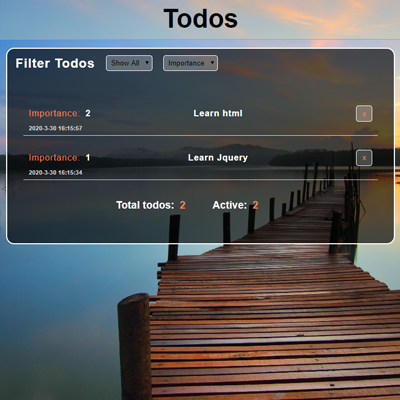 Todos
Filter Todos Show All Importance
Importance: 2 Learn html x
2020-3-30 16:15:57
Importance: 1 Learn Jquery x
2020-3-30 16:15:34
Total todos: 2 Active: 2